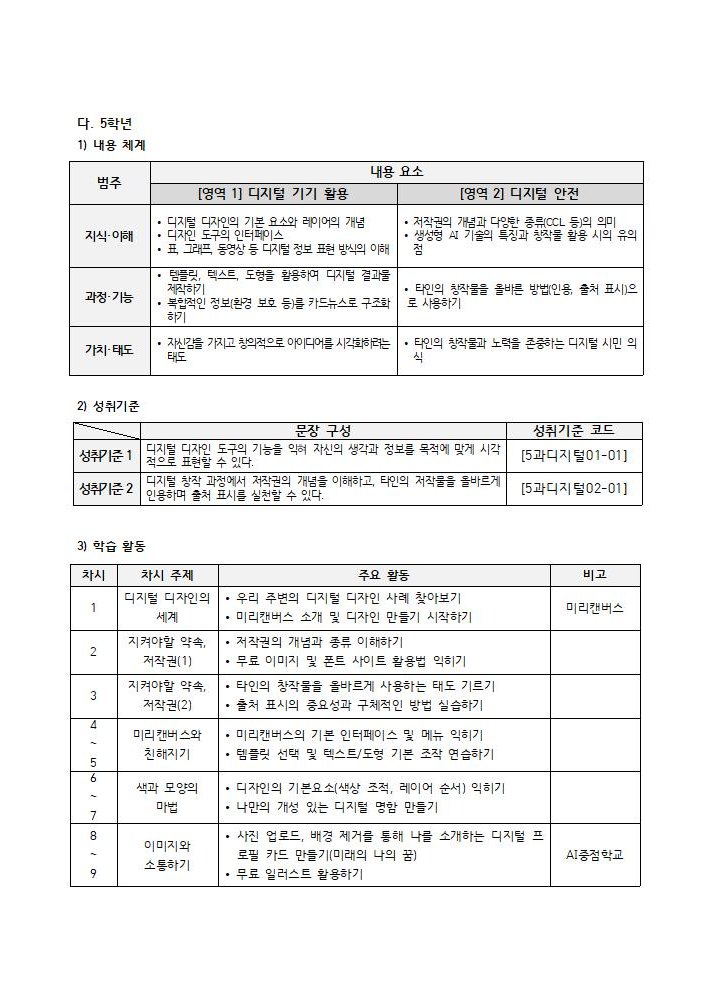 다. 5학년
1) 내용 체계
범주
내용 요소
[영역 1] 디지털 기기 활용
[영역 2] 디지털 안전
지식·이해
• 디지털 디자인의 기본 요소와 레이어의 개념
• 디자인 도구의 인터페이스
• 표, 그래프, 동영상 등 디지털 정보 표현 방식의 이해
• 저작권의 개념과 다양한 종류(CCL 등)의 의미
• 생성형 AI 기술의 특징과 창작물 활용 시의 유의
점
과정·기능
• 템플릿, 텍스트, 도형을 활용하여 디지털 결과물
제작하기
• 복합적인 정보(환경 보호 등)를 카드뉴스로 구조화
하기
• 타인의 창작물을 올바른 방법(인용, 출처 표시)으
로 사용하기
가치·태도
• 자신감을 가지고 창의적으로 아이디어를 시각화하려는
태도
• 타인의 창작물과 노력을 존중하는 디지털 시민 의
식
2) 성취기준
문장 구성
성취기준 코드
성취기준 1
디지털 디자인 도구의 기능을 익혀 자신의 생각과 정보를 목적에 맞게 시각
적으로 표현할 수 있다.
[5과디지털01-01]
성취기준 2
디지털 창작 과정에서 저작권의 개념을 이해하고, 타인의 저작물을 올바르게
인용하며 출처 표시를 실천할 수 있다.
[5과디지털02-01]
3) 학습 활동
차시
차시 주제
주요 활동
비고
1
디지털 디자인의
세계
• 우리 주변의 디지털 디자인 사례 찾아보기
• 미리캔버스 소개 및 디자인 만들기 시작하기
미리캔버스
2
지켜야할 약속,
저작권(1)
• 저작권의 개념과 종류 이해하기
• 무료 이미지 및 폰트 사이트 활용법 익히기
3
지켜야할 약속,
저작권(2)
• 타인의 창작물을 올바르게 사용하는 태도 기르기
• 출처 표시의 중요성과 구체적인 방법 실습하기
4
~
5
미리캔버스와
친해지기
• 미리캔버스의 기본 인터페이스 및 메뉴 익히기
• 템플릿 선택 및 텍스트/도형 기본 조작 연습하기
6
~
7
색과 모양의
마법
• 디자인의 기본요소(색상 조적, 레이어 순서) 익히기
• 나만의 개성 있는 디지털 명함 만들기
8
~
9
이미지와
소통하기
• 사진 업로드, 배경 제거를 통해 나를 소개하는 디지털 프
로필 카드 만들기(미래의 나의 꿈)
• 무료 일러스트 활용하기
AI중점학교